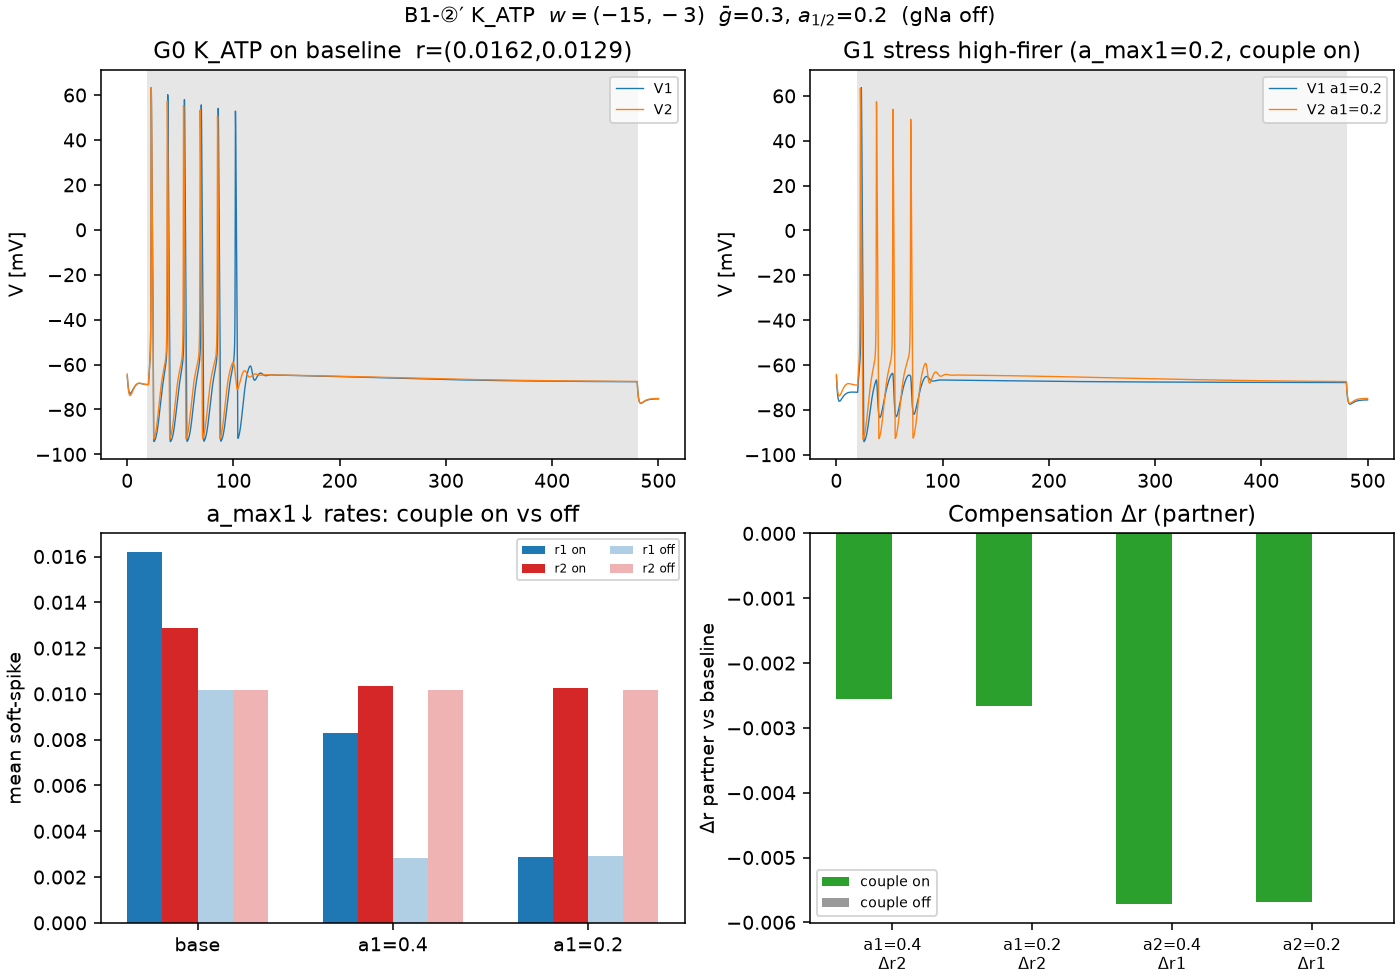 B1-②′ K_ATP w = (−15, −3) ḡ=0.3, a₁/₂=0.2 (gNa off)
G0 K_ATP on baseline r=(0.0162,0.0129)
V [mV]
60
40
20
0
−20
−40
−60
−80
−100
0 100 200 300 400 500
V1
V2
G1 stress high-firer (a_max1=0.2, couple on)
V [mV]
60
40
20
0
−20
−40
−60
−80
−100
0 100 200 300 400 500
V1 a1=0.2
V2 a1=0.2
a_max1↓ rates: couple on vs off
mean soft-spike
0.016
0.014
0.012
0.010
0.008
0.006
0.004
0.002
0.000
base a1=0.4 a1=0.2
r1 on r1 off
r2 on r2 off
Compensation Δr (partner)
Δr partner vs baseline
0.000
−0.001
−0.002
−0.003
−0.004
−0.005
−0.006
couple on
couple off
a1=0.4 a1=0.2 a2=0.4 a2=0.2
Δr2 Δr2 Δr1 Δr1